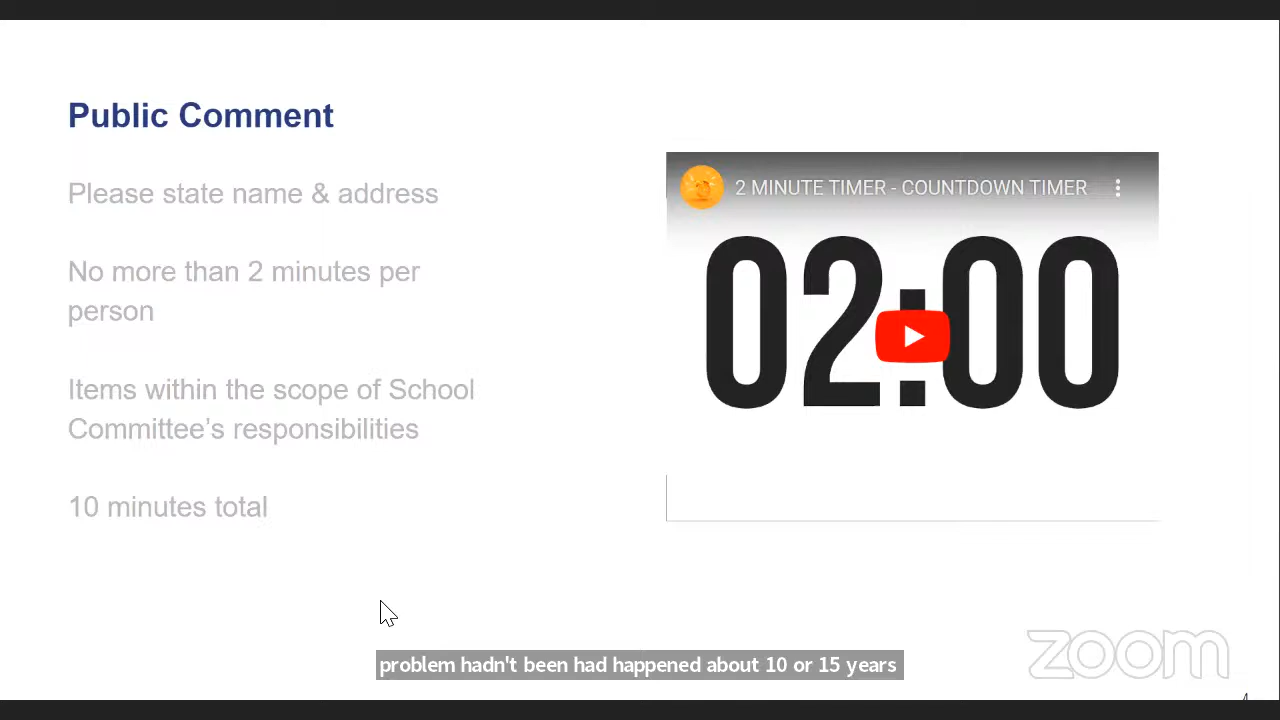 Public Comment
Please state name & address
No more than 2 minutes per
person
Items within the scope of School
Committee’s responsibilities
10 minutes total
2 MINUTE TIMER - COUNTDOWN TIMER
02:00
problem hadn't been had happened about 10 or 15 years
zoom
4